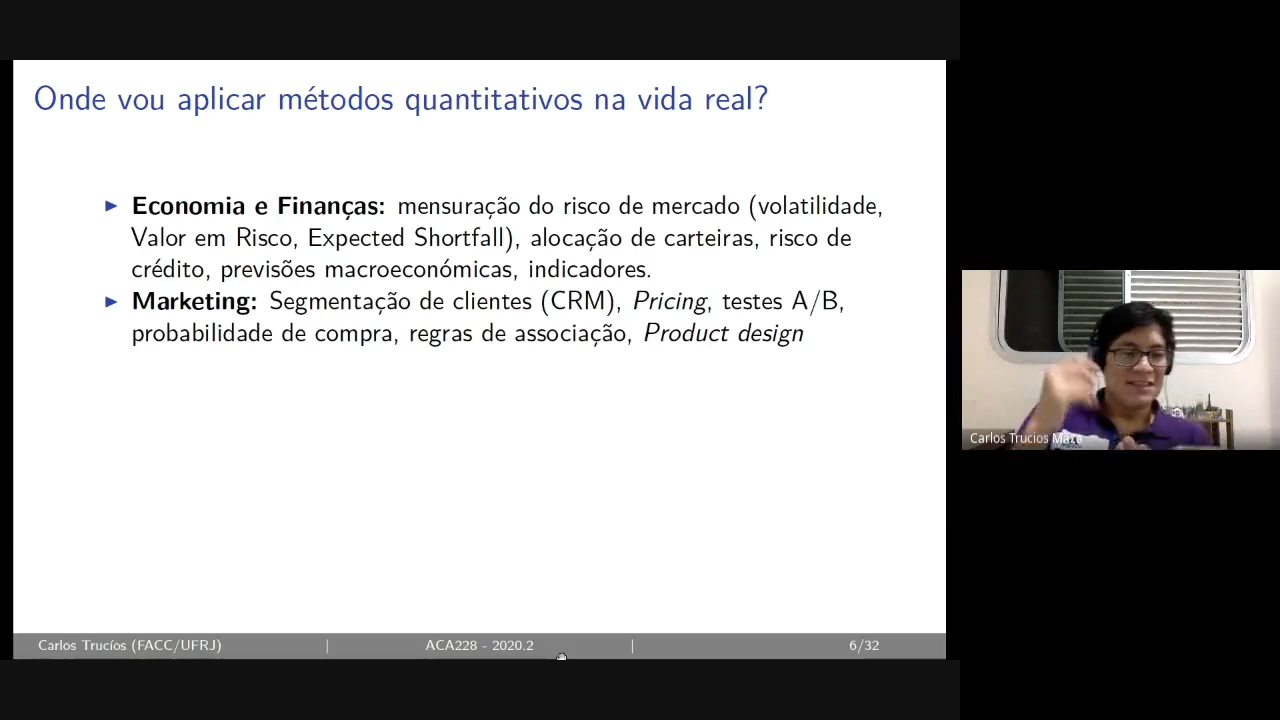 Onde vou aplicar métodos quantitativos na vida real?
▶ Economia e Finanças: mensuração do risco de mercado (volatilidade,
Valor em Risco, Expected Shortfall), alocação de carteiras, risco de
crédito, previsões macroeconómicas, indicadores.
▶ Marketing: Segmentação de clientes (CRM), Pricing, testes A/B,
probabilidade de compra, regras de associação, Product design
Carlos Trucíos (FACC/UFRJ) | ACA228 - 2020.2 | 6/32
Carlos Trucios Maza